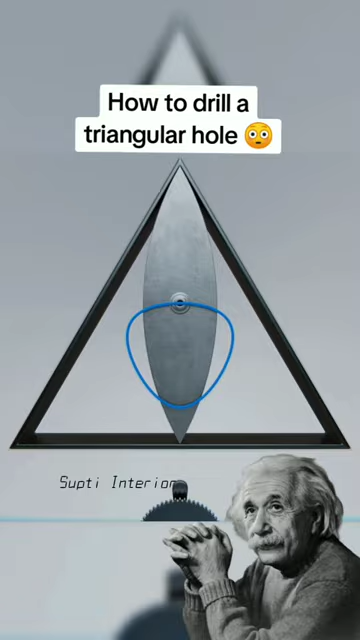 How to drill a
triangular hole 😳
Supti Interior